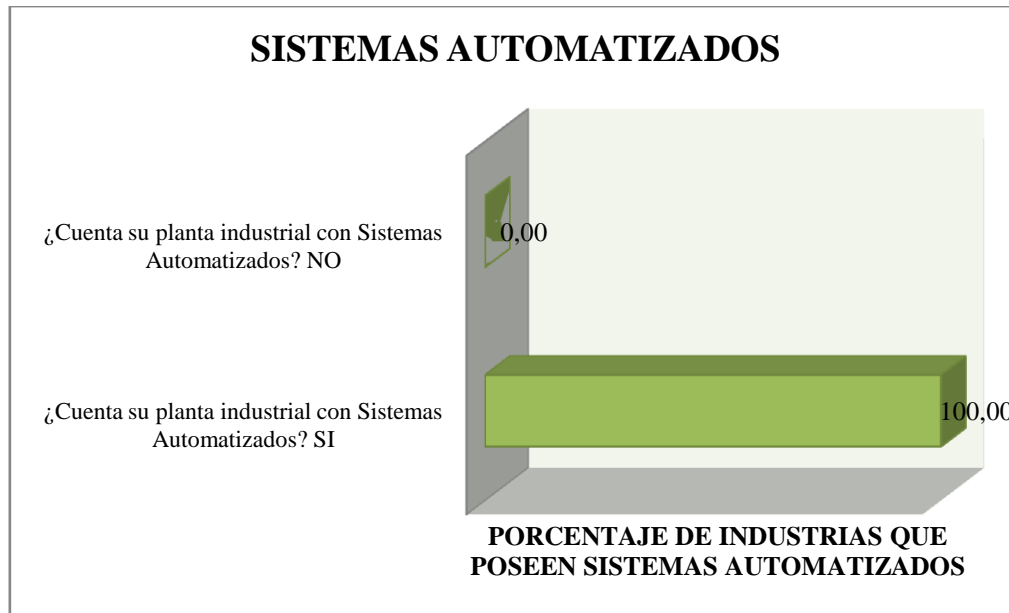 SISTEMAS AUTOMATIZADOS
¿Cuenta su planta industrial con Sistemas
Automatizados? NO
0,00
¿Cuenta su planta industrial con Sistemas
Automatizados? SI
100,00
PORCENTAJE DE INDUSTRIAS QUE
POSEEN SISTEMAS AUTOMATIZADOS